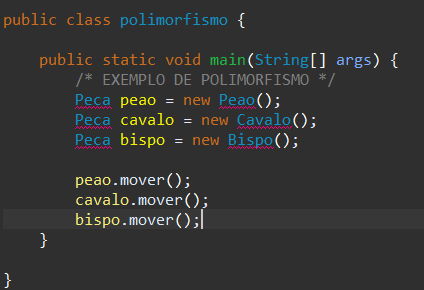 public class polimorfismo {
public static void main(String[] args) {
/* EXEMPLO DE POLIMORFISMO */
Peca peao = new Peao();
Peca cavalo = new Cavalo();
Peca bispo = new Bispo();
peao.mover();
cavalo.mover();
bispo.mover();
}
}